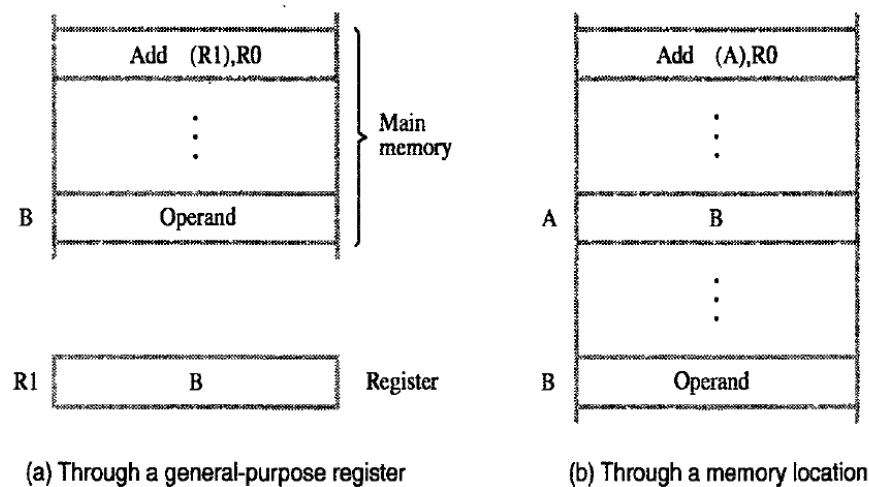 Add (R1),R0
Main
memory
B
Operand
R1
B
Register
(a) Through a general-purpose register
Add (A),R0
A
B
B
Operand
(b) Through a memory location